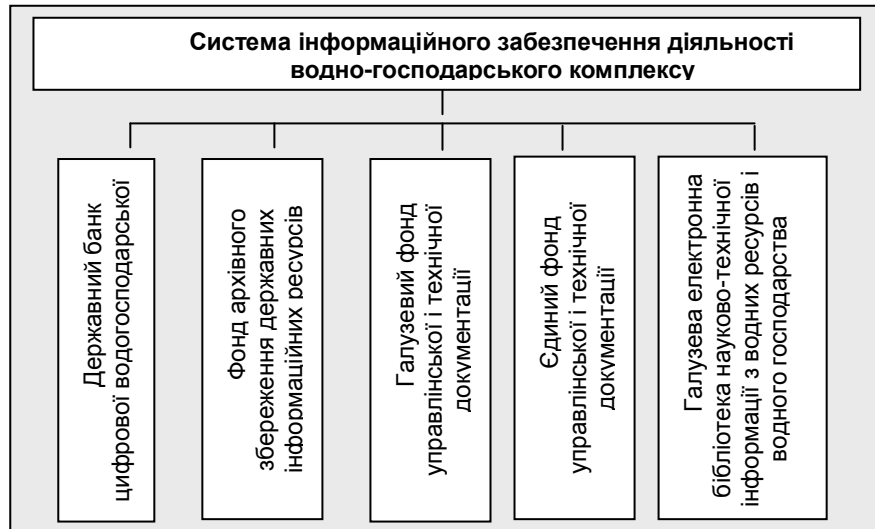 Система інформаційного забезпечення діяльності
водно-господарського комплексу
Державний банк
цифрової водогосподарської
Фонд архівного
збереження державних
інформаційних ресурсів
Галузевий фонд
управлінської і технічної
документації
Єдиний фонд
управлінської і технічної
документації
Галузева електронна
бібліотека науково-технічної
інформації з водних ресурсів і
водного господарства